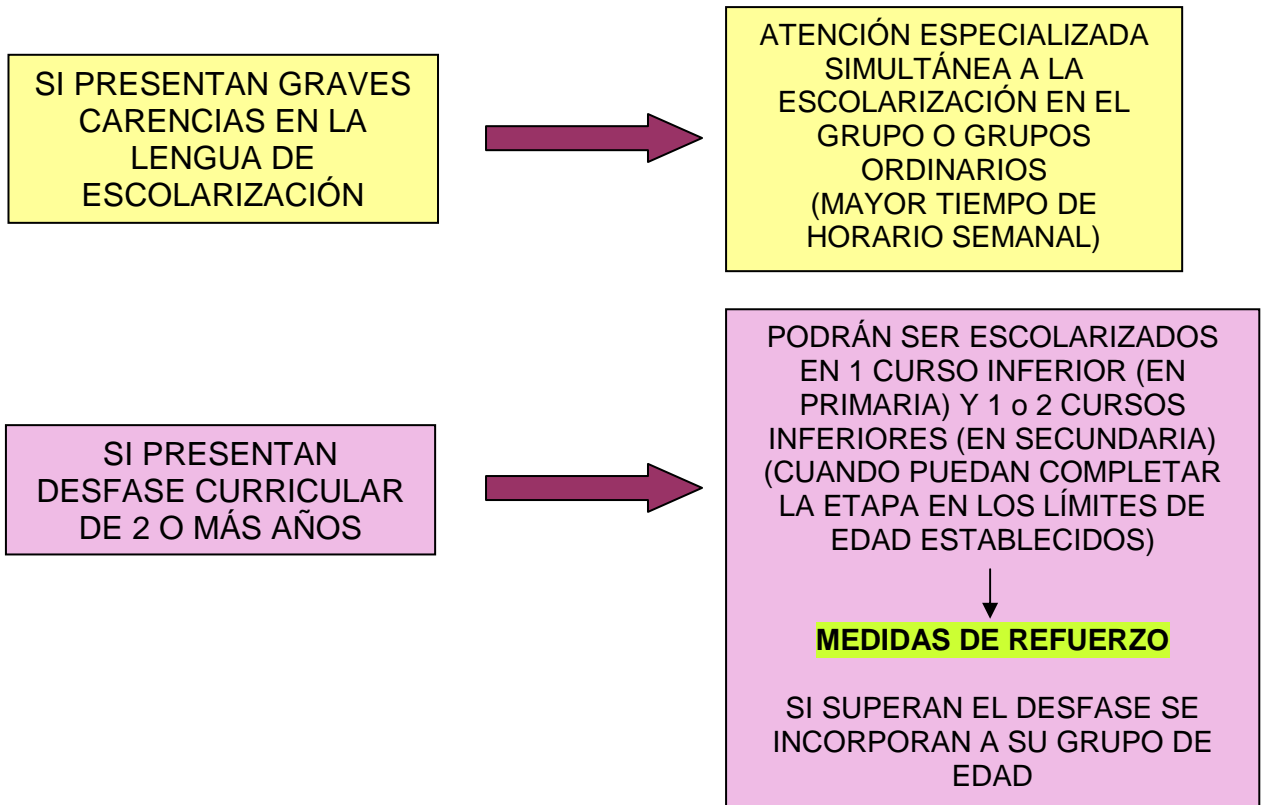 SI PRESENTAN GRAVES
CARENCIAS EN LA
LENGUA DE
ESCOLARIZACIÓN
ATENCIÓN ESPECIALIZADA
SIMULTÁNEA A LA
ESCOLARIZACIÓN EN EL
GRUPO O GRUPOS
ORDINARIOS
(MAYOR TIEMPO DE
HORARIO SEMANAL)
SI PRESENTAN
DESFASE CURRICULAR
DE 2 O MÁS AÑOS
PODRÁN SER ESCOLARIZADOS
EN 1 CURSO INFERIOR (EN
PRIMARIA) Y 1 o 2 CURSOS
INFERIORES (EN SECUNDARIA)
(CUANDO PUEDAN COMPLETAR
LA ETAPA EN LOS LÍMITES DE
EDAD ESTABLECIDOS)
MEDIDAS DE REFUERZO
SI SUPERAN EL DESFASE SE
INCORPORAN A SU GRUPO DE
EDAD